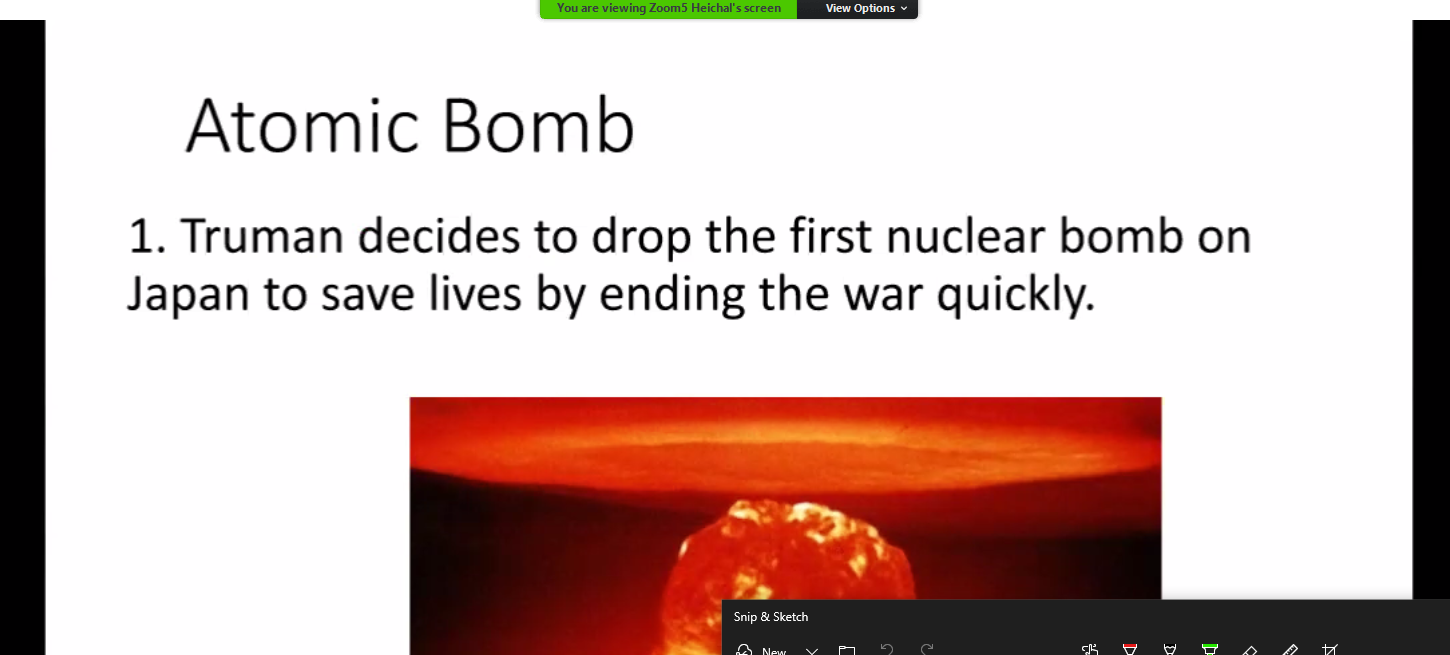 You are viewing Zoom5 Heichal's screen View Options
Atomic Bomb
1. Truman decides to drop the first nuclear bomb on
Japan to save lives by ending the war quickly.
Snip & Sketch
New